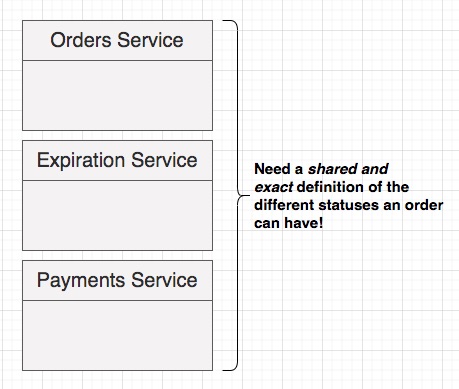 Orders Service
Expiration Service
Payments Service
Need a shared and
exact definition of the
different statuses an order
can have!